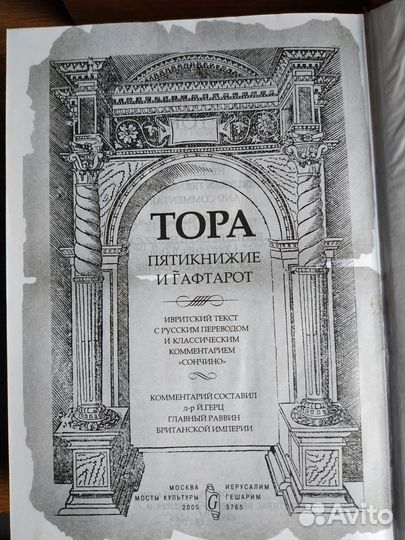 ТОРА
ПЯТИКНИЖИЕ
И Г̃АФТАРОТ
ИВРИТСКИЙ ТЕКСТ
С РУССКИМ ПЕРЕВОДОМ
И КЛАССИЧЕСКИМ
КОММЕНТАРИЕМ
«СОНЧИНО»
КОММЕНТАРИЙ СОСТАВИЛ
д-р Й.ГЕРЦ
ГЛАВНЫЙ РАВВИН
БРИТАНСКОЙ ИМПЕРИИ
МОСКВА ИЕРУСАЛИМ
МОСТЫ КУЛЬТУРЫ G ГЕШАРИМ
2005 5765
Avito